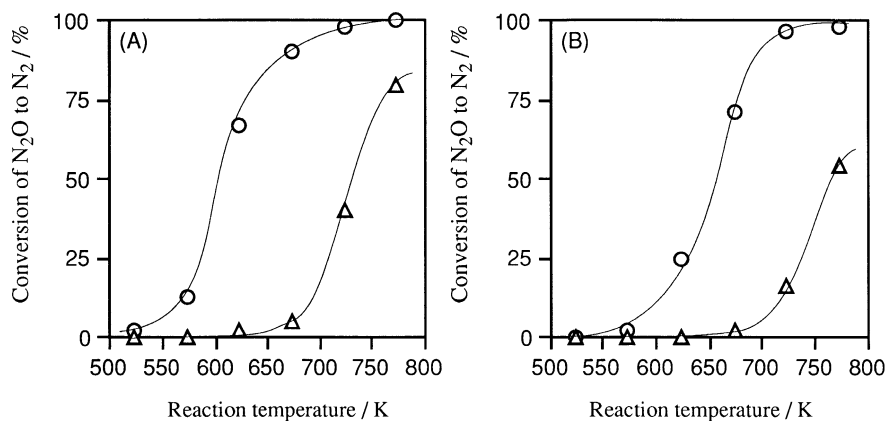 (A)
Conversion of N₂O to N₂ / %
100
75
50
25
0
500 550 600 650 700 750 800
Reaction temperature / K
(B)
Conversion of N₂O to N₂ / %
100
75
50
25
0
500 550 600 650 700 750 800
Reaction temperature / K